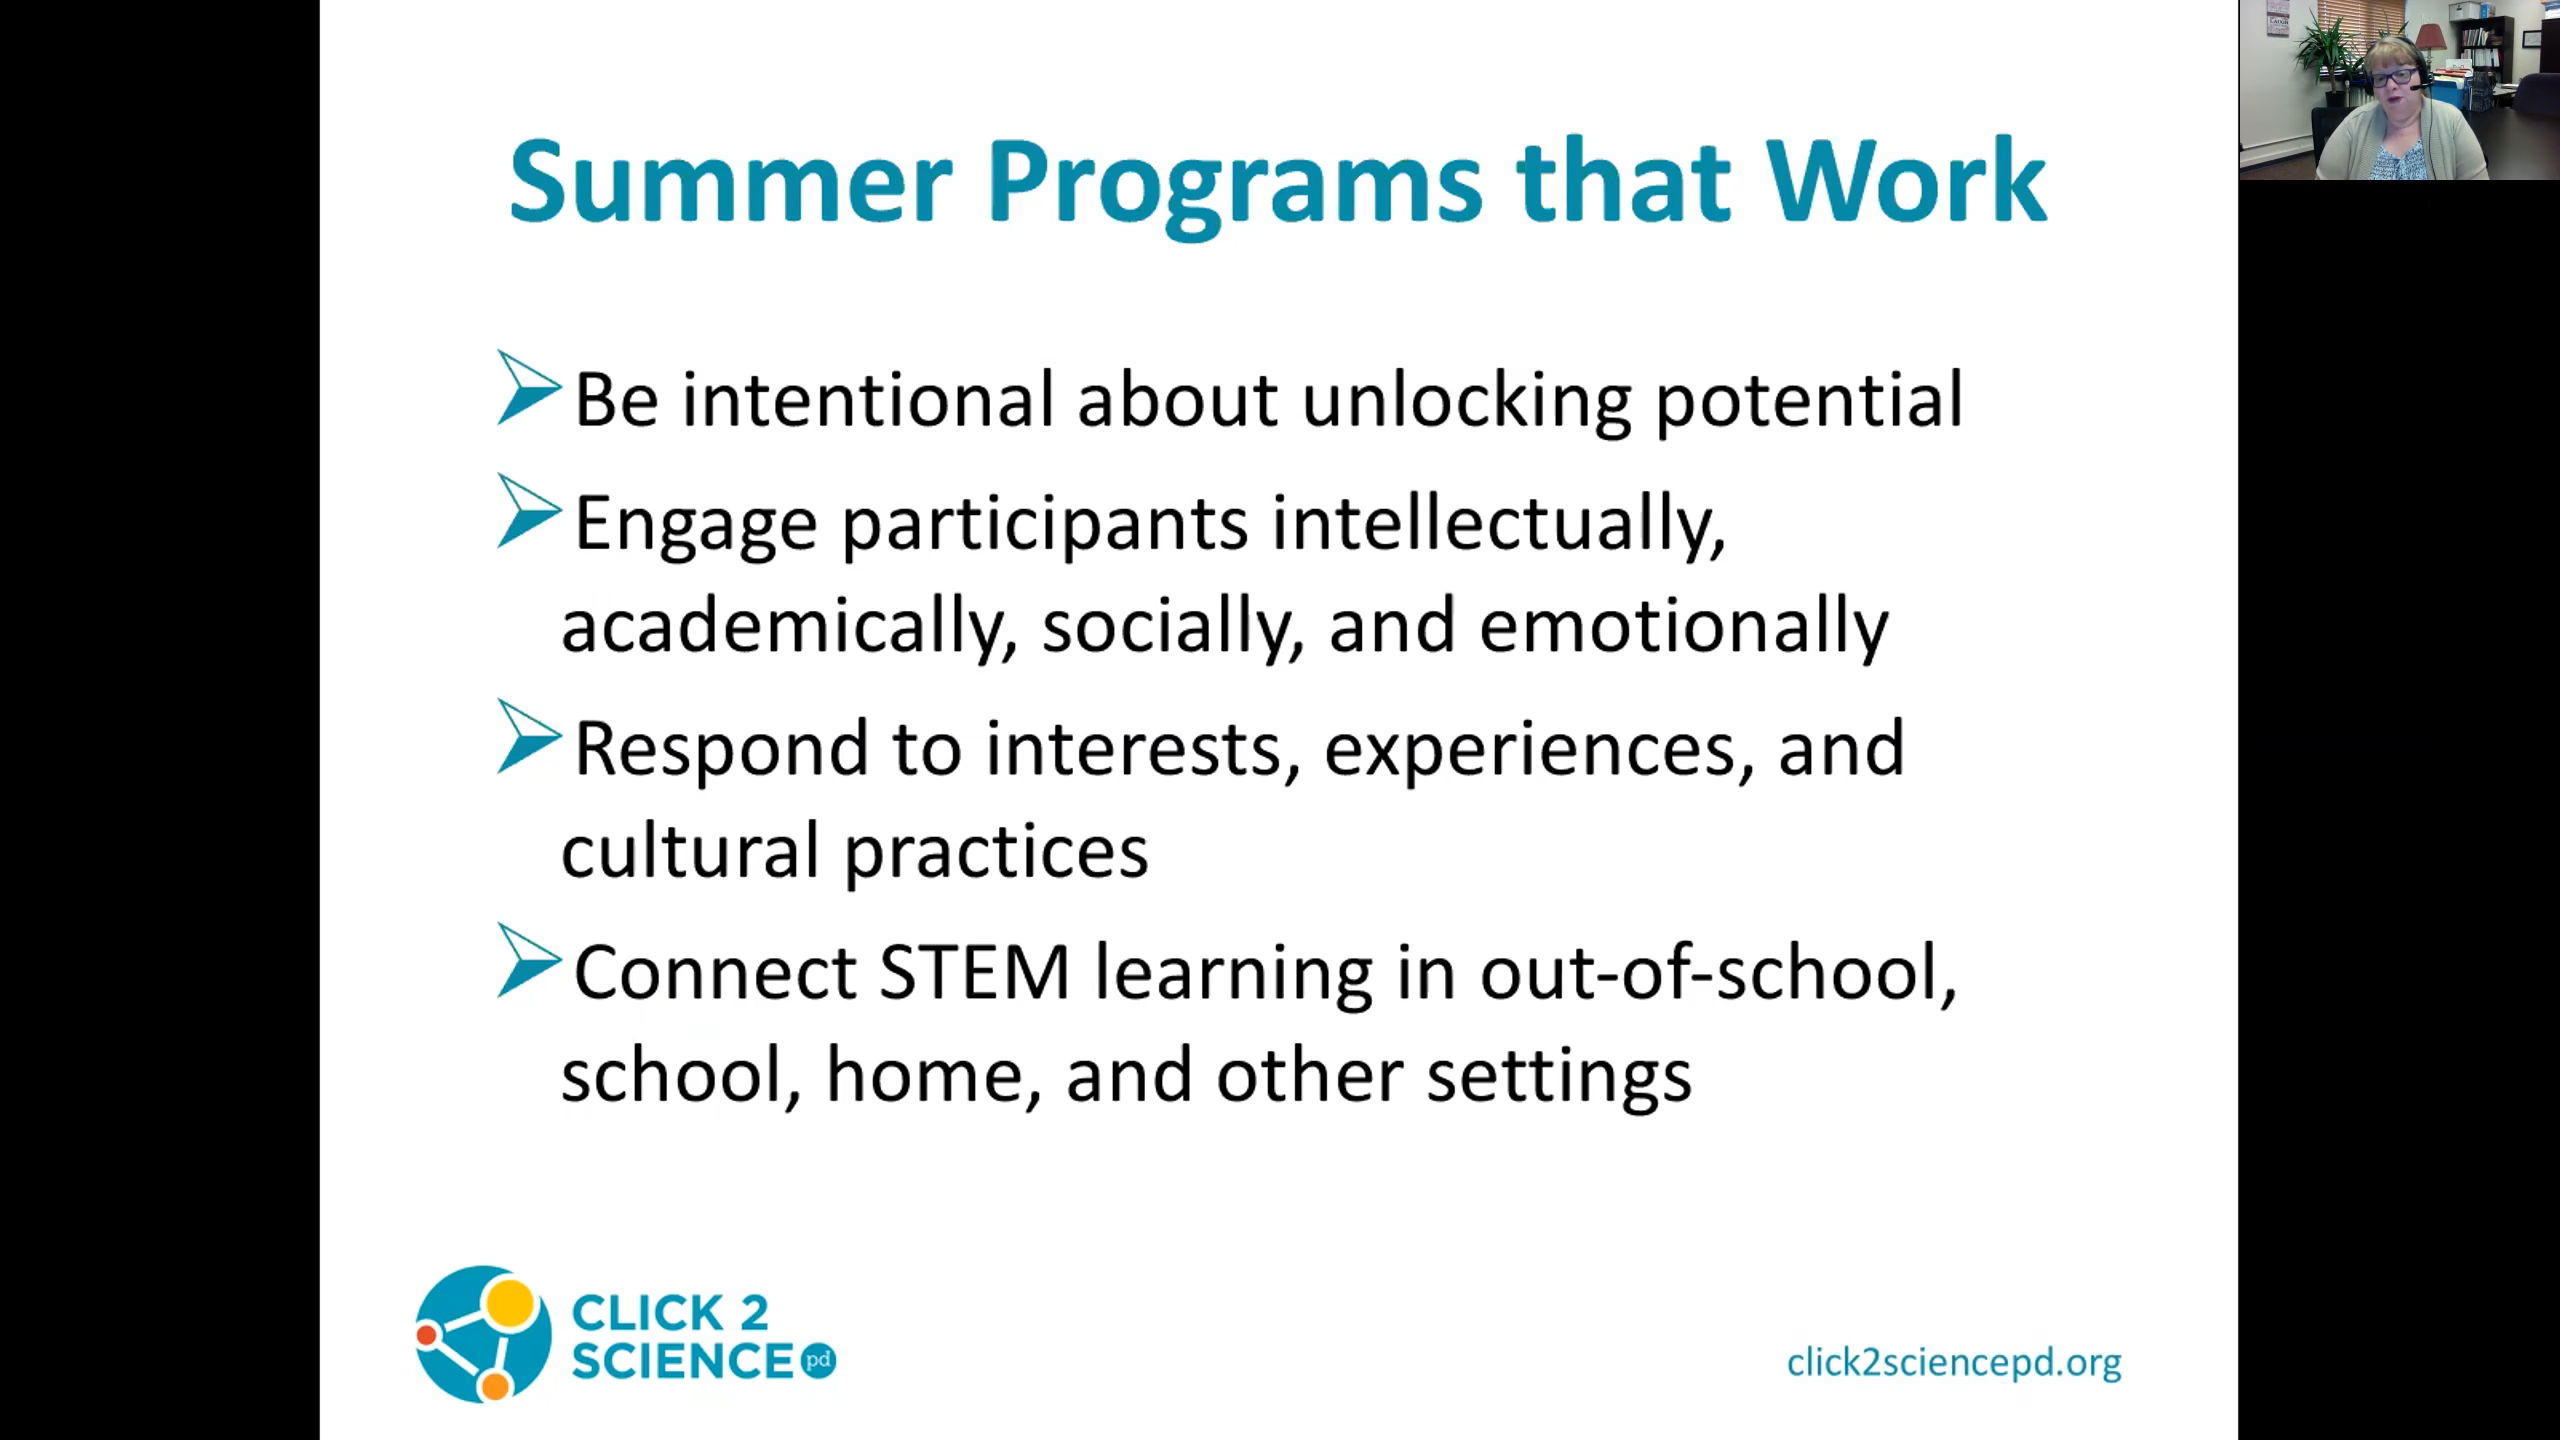 Summer Programs that Work
Be intentional about unlocking potential
Engage participants intellectually,
academically, socially, and emotionally
Respond to interests, experiences, and
cultural practices
Connect STEM learning in out-of-school,
school, home, and other settings
CLICK 2
SCIENCE pd
click2sciencepd.org